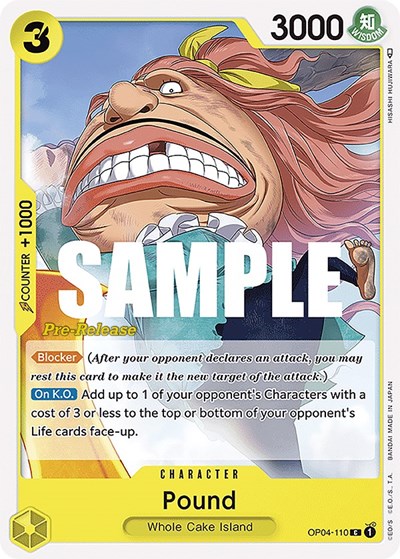 3
3000
知
WISDOM
HISASHI FUJIWARA
COUNTER +1000
SAMPLE
Pre-Release
Blocker (After your opponent declares an attack, you may
rest this card to make it the new target of the attack.)
On K.O. Add up to 1 of your opponent's Characters with a
cost of 3 or less to the top or bottom of your opponent's
Life cards face-up.
CHARACTER
Pound
Whole Cake Island
OP04-110 C 1
©E.O./S. ©E.O./S., T.A. BANDAI MADE IN JAPAN